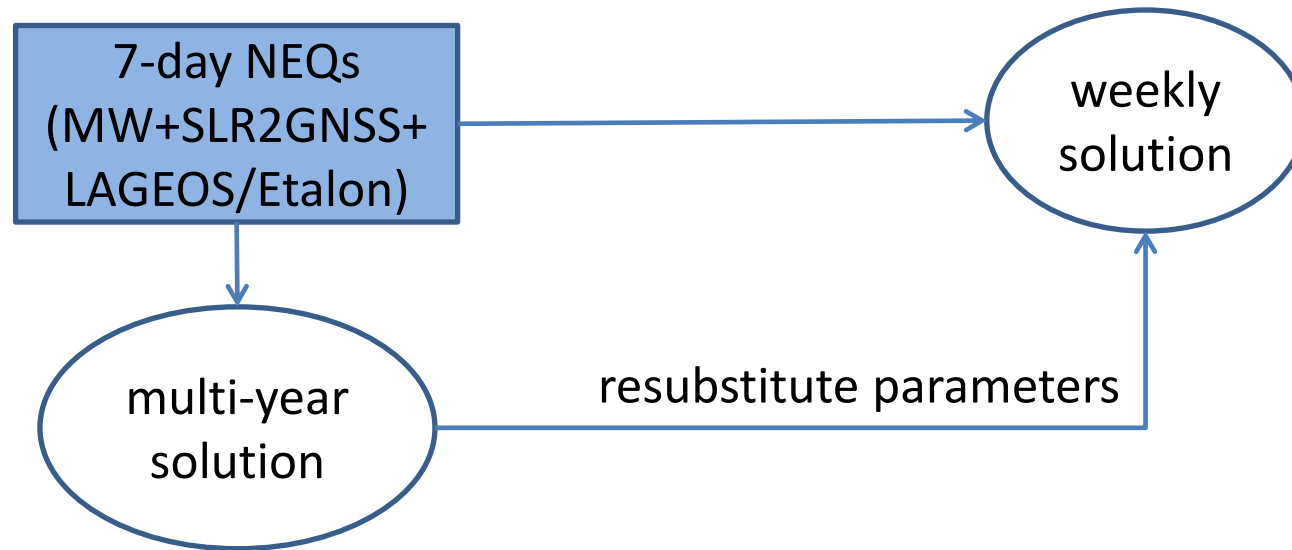 7-day NEQs
(MW+SLR2GNSS+
LAGEOS/Etalon)
weekly
solution
multi-year
solution
resubstitute parameters